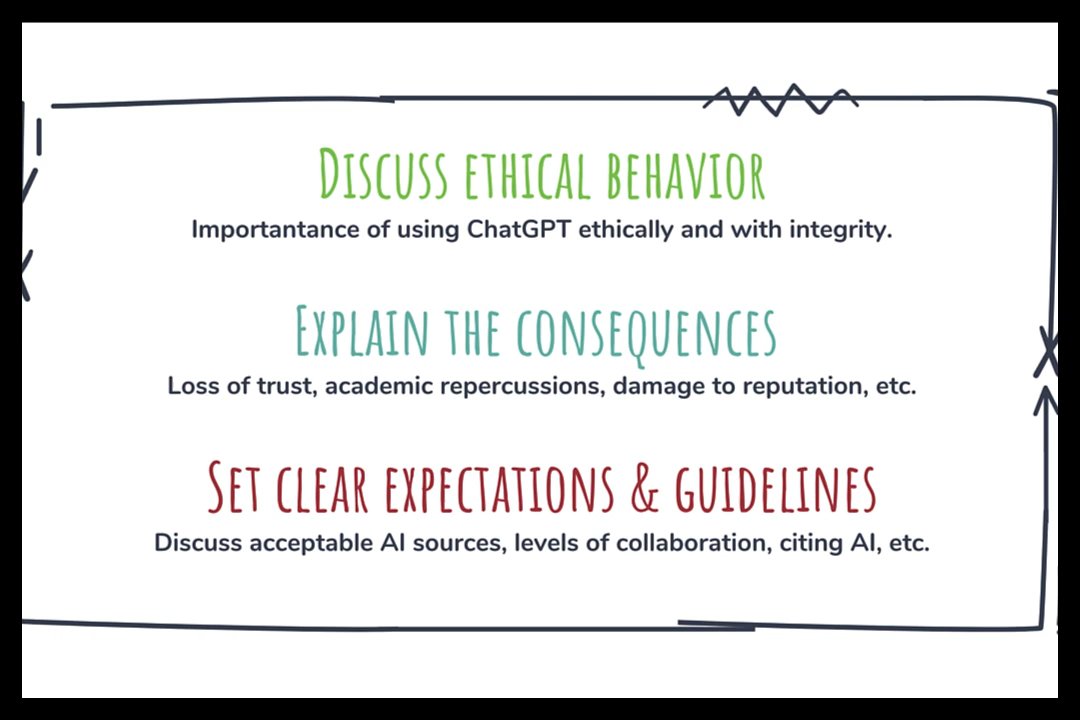 Discuss ethical behavior
Importantance of using ChatGPT ethically and with integrity.
Explain the consequences
Loss of trust, academic repercussions, damage to reputation, etc.
Set clear expectations & guidelines
Discuss acceptable AI sources, levels of collaboration, citing AI, etc.